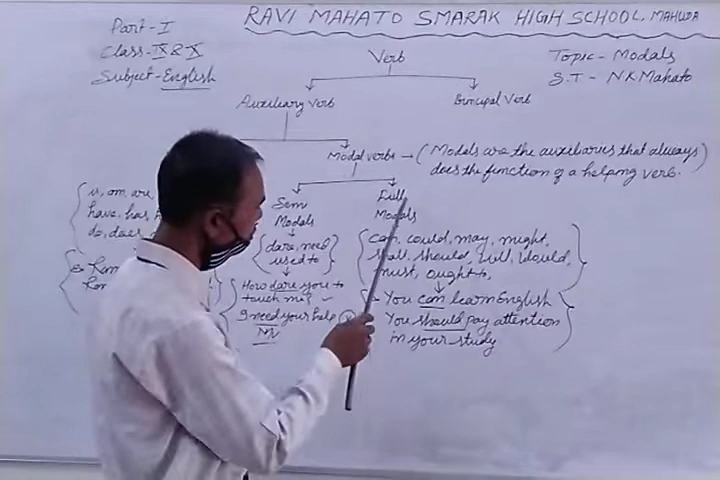 RAVI MAHATO SMARAK HIGH SCHOOL, MAHUDA
Part-I
Class-IX & X
Subject-English
Topic-Modals
S.T-NKMahato
Verb
Auxiliary verb
Principal verb
Modal verbs → (Modals are the auxiliaries that always
does the function of a helping verb.)
Semi
Modals
Full
Modals
is, am, are,
have, has,
do, does
{dare, need
used to}
{can, could, may, might,
shall, should, will, would,
must, ought to,
How dare you to
touch me?
I need your help
MV
You can learn English
You should pay attention
in your study